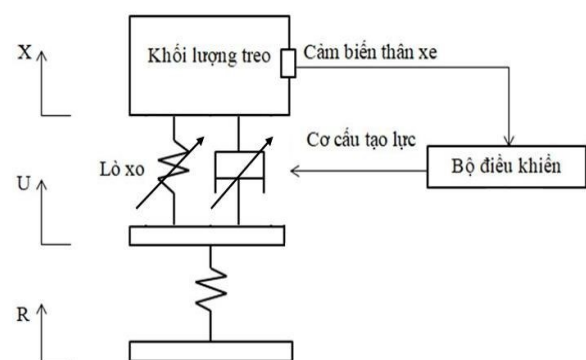 X
Khối lượng treo
Cảm biến thân xe
Cơ cấu tạo lực
Lò xo
Bộ điều khiển
U
R